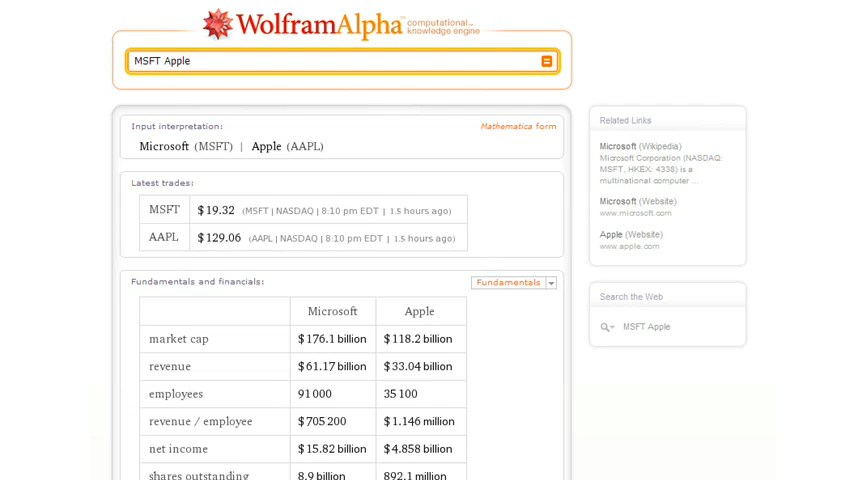 WolframAlpha™ computational...
knowledge engine
MSFT Apple
Input interpretation:
Mathematica form
Microsoft (MSFT) | Apple (AAPL)
Latest trades:
MSFT $19.32 (MSFT | NASDAQ | 8:10 pm EDT | 1.5 hours ago)
AAPL $129.06 (AAPL | NASDAQ | 8:10 pm EDT | 1.5 hours ago)
Fundamentals and financials:
Fundamentals
Microsoft Apple
market cap $176.1 billion $118.2 billion
revenue $61.17 billion $33.04 billion
employees 91000 35100
revenue / employee $705200 $1.146 million
net income $15.82 billion $4.858 billion
shares outstanding 8.9 billion 892.1 million
Related Links
Microsoft (Wikipedia)
Microsoft Corporation (NASDAQ:
MSFT, HKEX: 4338) is a
multinational computer ...
Microsoft (Website)
www.microsoft.com
Apple (Website)
www.apple.com
Search the Web
MSFT Apple